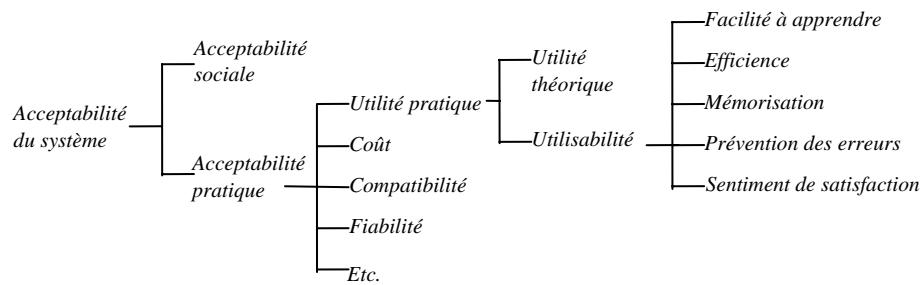 Acceptabilité
du système
Acceptabilité
sociale
Acceptabilité
pratique
Utilité pratique
Coût
Compatibilité
Fiabilité
Etc.
Utilité
théorique
Utilisabilité
Facilité à apprendre
Efficience
Mémorisation
Prévention des erreurs
Sentiment de satisfaction